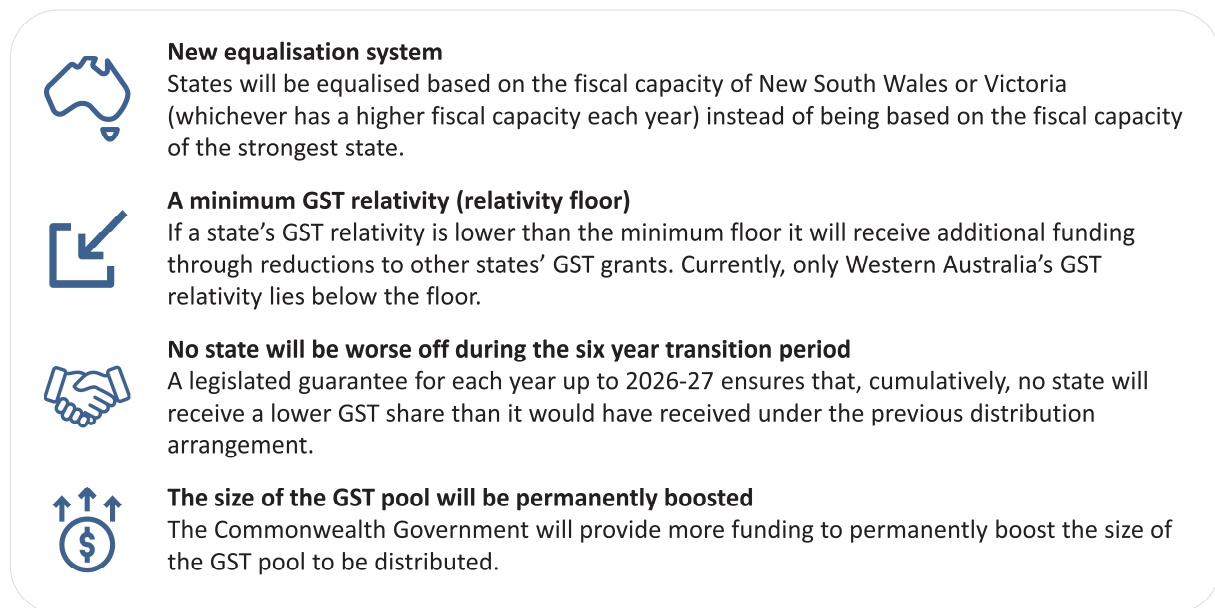 New equalisation system
States will be equalised based on the fiscal capacity of New South Wales or Victoria
(whichever has a higher fiscal capacity each year) instead of being based on the fiscal capacity
of the strongest state.
A minimum GST relativity (relativity floor)
If a state's GST relativity is lower than the minimum floor it will receive additional funding
through reductions to other states' GST grants. Currently, only Western Australia's GST
relativity lies below the floor.
No state will be worse off during the six year transition period
A legislated guarantee for each year up to 2026-27 ensures that, cumulatively, no state will
receive a lower GST share than it would have received under the previous distribution
arrangement.
The size of the GST pool will be permanently boosted
$
The Commonwealth Government will provide more funding to permanently boost the size of
the GST pool to be distributed.